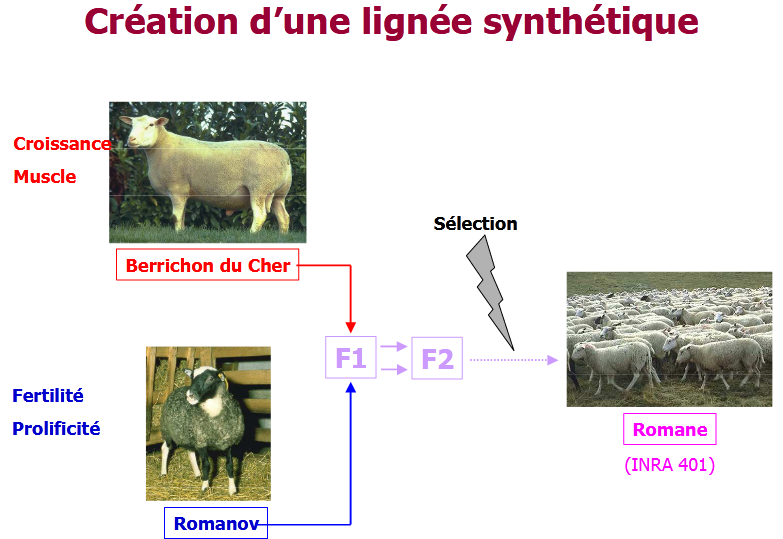 Création d’une lignée synthétique
Croissance
Muscle
Berrichon du Cher
Sélection
F1
F2
Fertilité
Prolificité
Romanov
Romane
(INRA 401)